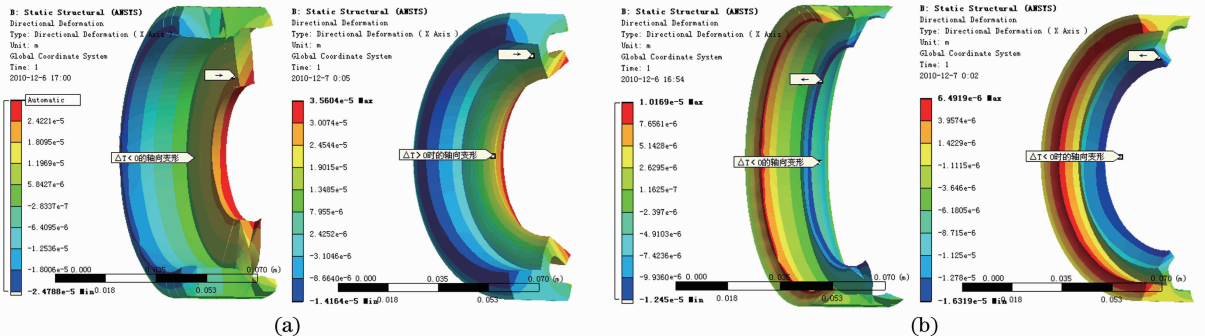 B: Static Structural (ANSYS)
Directional Deformation
Type: Directional Deformation ( X Axis )
Unit: m
Global Coordinate System
Time: 1
2010-12-6 17:00
Automatic
2.4221e-5
1.8095e-5
1.1969e-5
5.8427e-6
-2.8337e-7
-6.4095e-6
-1.2536e-5
-1.8006e-5
-2.4788e-5 Min
△T＜0的轴向变形
0.000
0.035
0.070 (m)
0.018
0.053
B: Static Structural (ANSYS)
Directional Deformation
Type: Directional Deformation ( X Axis )
Unit: m
Global Coordinate System
Time: 1
2010-12-7 0:05
3.5604e-5 Max
3.0074e-5
2.4544e-5
1.9015e-5
1.3485e-5
7.955e-6
2.4252e-6
-3.1046e-6
-8.6640e-6
-1.4164e-5 Min
△T＞0时的轴向变形
0.000
0.035
0.070 (m)
0.018
0.053
(a)
B: Static Structural (ANSYS)
Directional Deformation
Type: Directional Deformation ( X Axis )
Unit: m
Global Coordinate System
Time: 1
2010-12-6 16:54
1.0169e-5 Max
7.6561e-6
5.1428e-6
2.6295e-6
1.1625e-7
-2.397e-6
-4.9103e-6
-7.4236e-6
-9.9360e-6
-1.245e-5 Min
△T＜0的轴向变形
0.000
0.035
0.070 (m)
0.018
0.053
B: Static Structural (ANSYS)
Directional Deformation
Type: Directional Deformation ( X Axis )
Unit: m
Global Coordinate System
Time: 1
2010-12-7 0:02
6.4919e-6 Max
3.9574e-6
1.4229e-6
-1.1115e-6
-3.646e-6
-6.1805e-6
-8.715e-6
-1.125e-5
-1.278e-5
-1.6319e-5 Min
△T＜0时的轴向变形
0.000
0.035
0.070 (m)
0.018
0.053
(b)